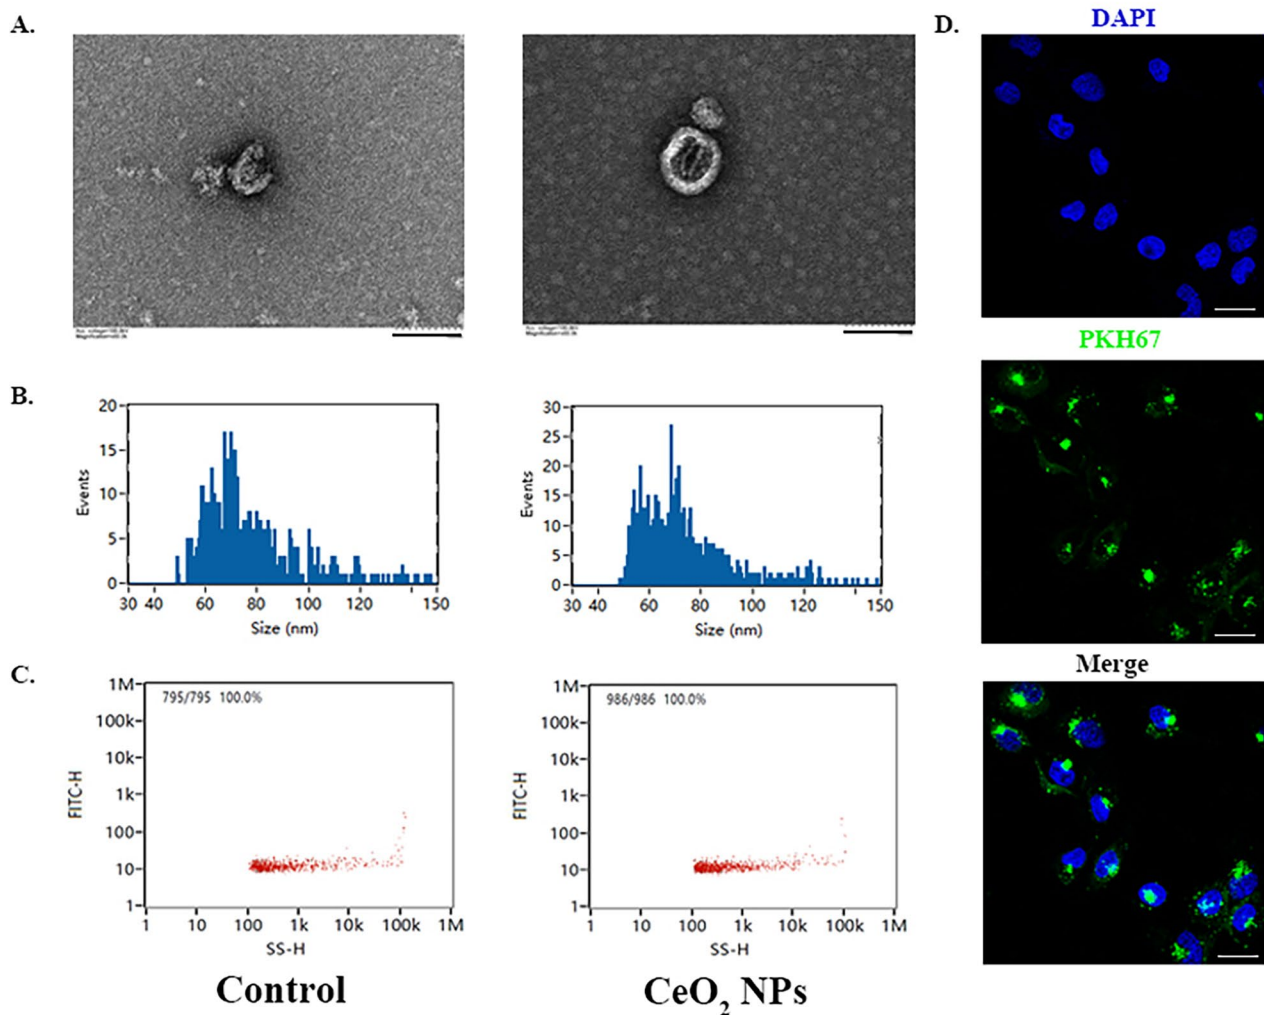 A.
D.
DAPI
PKH67
B.
20
15
10
5
0
Events
30 40 60 80 100 120 150
Size (nm)
30
25
20
15
10
5
0
Events
30 40 60 80 100 120 150
Size (nm)
Merge
C.
1M
100k
10k
1k
100
10
1
FITC-H
795/795 100.0%
1 10 100 1k 10k 100k 1M
SS-H
1M
100k
10k
1k
100
10
1
FITC-H
986/986 100.0%
1 10 100 1k 10k 100k 1M
SS-H
Control
CeO₂ NPs